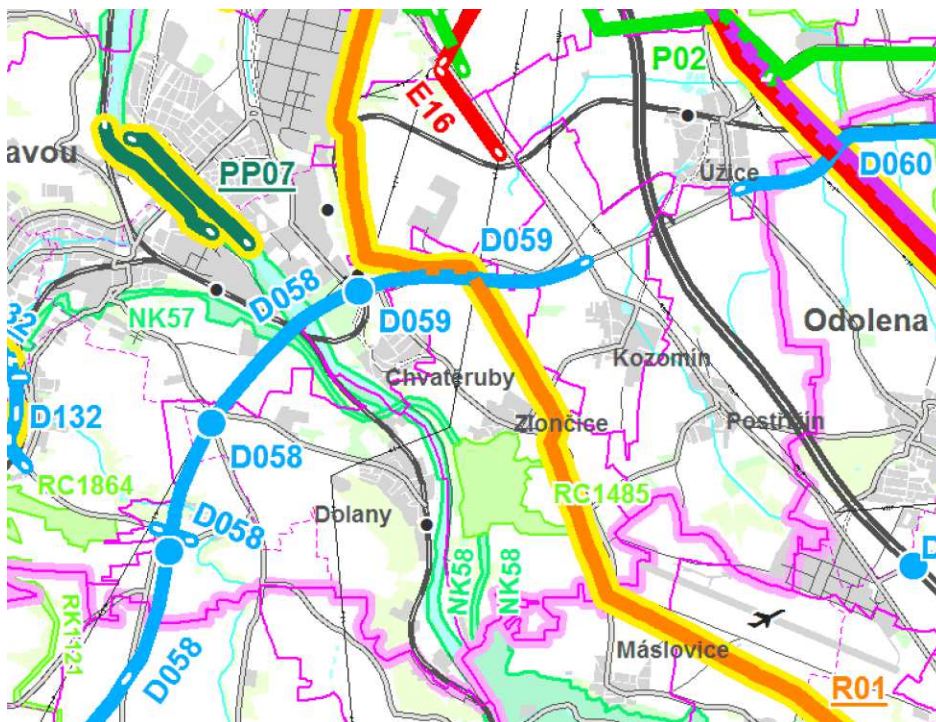 P02
E16
avou
PP07
Úžice
D060
D059
D058
D059
NK57
Odolena
Kozomín
Chvatěruby
D132
Zlončice
Postřižín
D058
RC1864
RC1485
D058
Dolany
NK58
NK58
RK1121
D058
Máslovice
R01